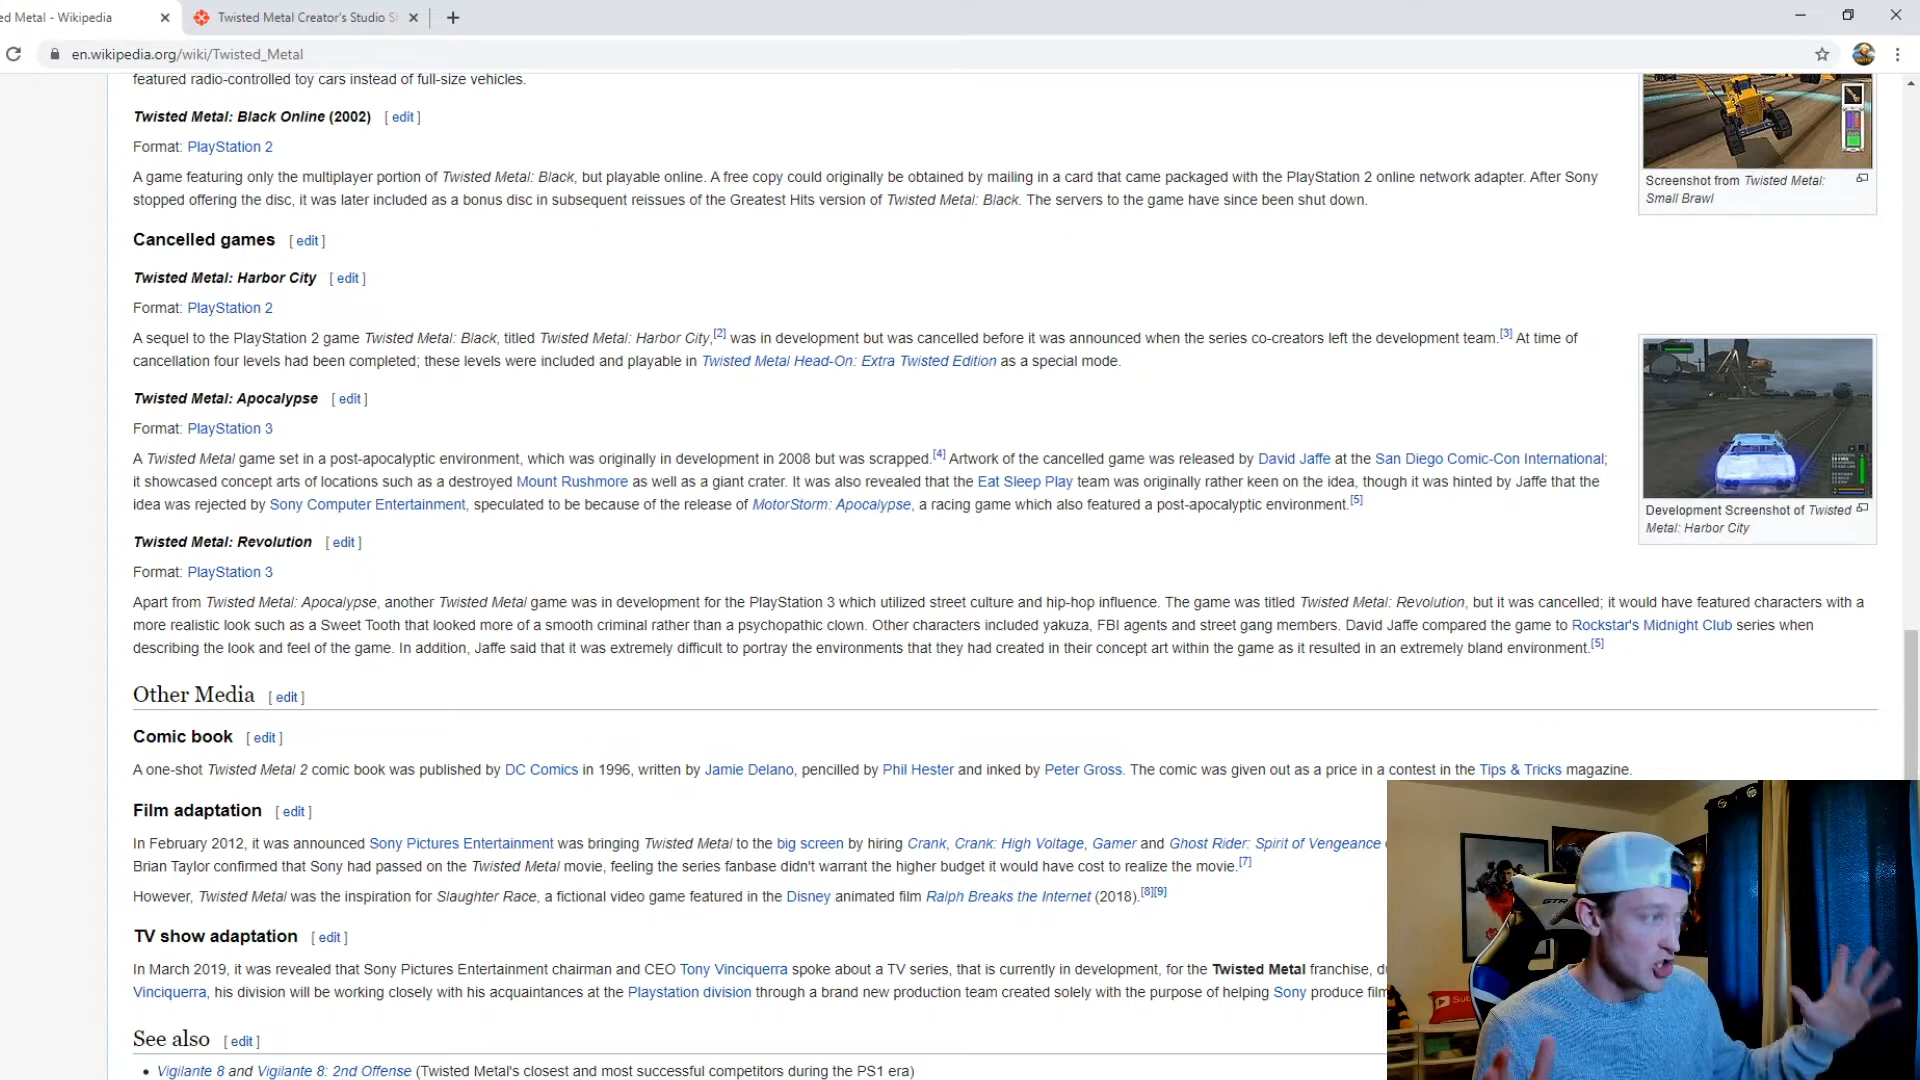 ed Metal - Wikipedia
Twisted Metal Creator's Studio S
en.wikipedia.org/wiki/Twisted_Metal
featured radio-controlled toy cars instead of full-size vehicles.
Twisted Metal: Black Online (2002) [ edit ]
Format: PlayStation 2
A game featuring only the multiplayer portion of Twisted Metal: Black, but playable online. A free copy could originally be obtained by mailing in a card that came packaged with the PlayStation 2 online network adapter. After Sony
stopped offering the disc, it was later included as a bonus disc in subsequent reissues of the Greatest Hits version of Twisted Metal: Black. The servers to the game have since been shut down.
Screenshot from Twisted Metal:
Small Brawl
Cancelled games [ edit ]
Twisted Metal: Harbor City [ edit ]
Format: PlayStation 2
A sequel to the PlayStation 2 game Twisted Metal: Black, titled Twisted Metal: Harbor City,[2] was in development but was cancelled before it was announced when the series co-creators left the development team.[3] At time of
cancellation four levels had been completed; these levels were included and playable in Twisted Metal Head-On: Extra Twisted Edition as a special mode.
Twisted Metal: Apocalypse [ edit ]
Format: PlayStation 3
A Twisted Metal game set in a post-apocalyptic environment, which was originally in development in 2008 but was scrapped.[4] Artwork of the cancelled game was released by David Jaffe at the San Diego Comic-Con International;
it showcased concept arts of locations such as a destroyed Mount Rushmore as well as a giant crater. It was also revealed that the Eat Sleep Play team was originally rather keen on the idea, though it was hinted by Jaffe that the
idea was rejected by Sony Computer Entertainment, speculated to be because of the release of MotorStorm: Apocalypse, a racing game which also featured a post-apocalyptic environment.[5]
Development Screenshot of Twisted
Metal: Harbor City
Twisted Metal: Revolution [ edit ]
Format: PlayStation 3
Apart from Twisted Metal: Apocalypse, another Twisted Metal game was in development for the PlayStation 3 which utilized street culture and hip-hop influence. The game was titled Twisted Metal: Revolution, but it was cancelled; it would have featured characters with a
more realistic look such as a Sweet Tooth that looked more of a smooth criminal rather than a psychopathic clown. Other characters included yakuza, FBI agents and street gang members. David Jaffe compared the game to Rockstar's Midnight Club series when
describing the look and feel of the game. In addition, Jaffe said that it was extremely difficult to portray the environments that they had created in their concept art within the game as it resulted in an extremely bland environment.[5]
Other Media [ edit ]
Comic book [ edit ]
A one-shot Twisted Metal 2 comic book was published by DC Comics in 1996, written by Jamie Delano, pencilled by Phil Hester and inked by Peter Gross. The comic was given out as a price in a contest in the Tips & Tricks magazine.
Film adaptation [ edit ]
In February 2012, it was announced Sony Pictures Entertainment was bringing Twisted Metal to the big screen by hiring Crank, Crank: High Voltage, Gamer and Ghost Rider: Spirit of Vengeance
Brian Taylor confirmed that Sony had passed on the Twisted Metal movie, feeling the series fanbase didn't warrant the higher budget it would have cost to realize the movie.[7]
However, Twisted Metal was the inspiration for Slaughter Race, a fictional video game featured in the Disney animated film Ralph Breaks the Internet (2018).[8][9]
TV show adaptation [ edit ]
In March 2019, it was revealed that Sony Pictures Entertainment chairman and CEO Tony Vinciquerra spoke about a TV series, that is currently in development, for the Twisted Metal franchise, d
Vinciquerra, his division will be working closely with his acquaintances at the Playstation division through a brand new production team created solely with the purpose of helping Sony produce film
See also [ edit ]
• Vigilante 8 and Vigilante 8: 2nd Offense (Twisted Metal's closest and most successful competitors during the PS1 era)
GTR
Sub